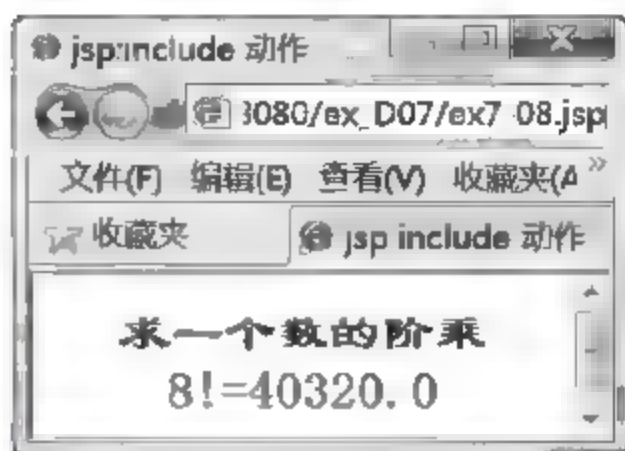 jsp:include 动作
3080/ex_D07/ex7-08.jsp
文件(F) 编辑(E) 查看(V) 收藏夹(A »
收藏夹 jsp include 动作
求一个数的阶乘
8!=40320.0